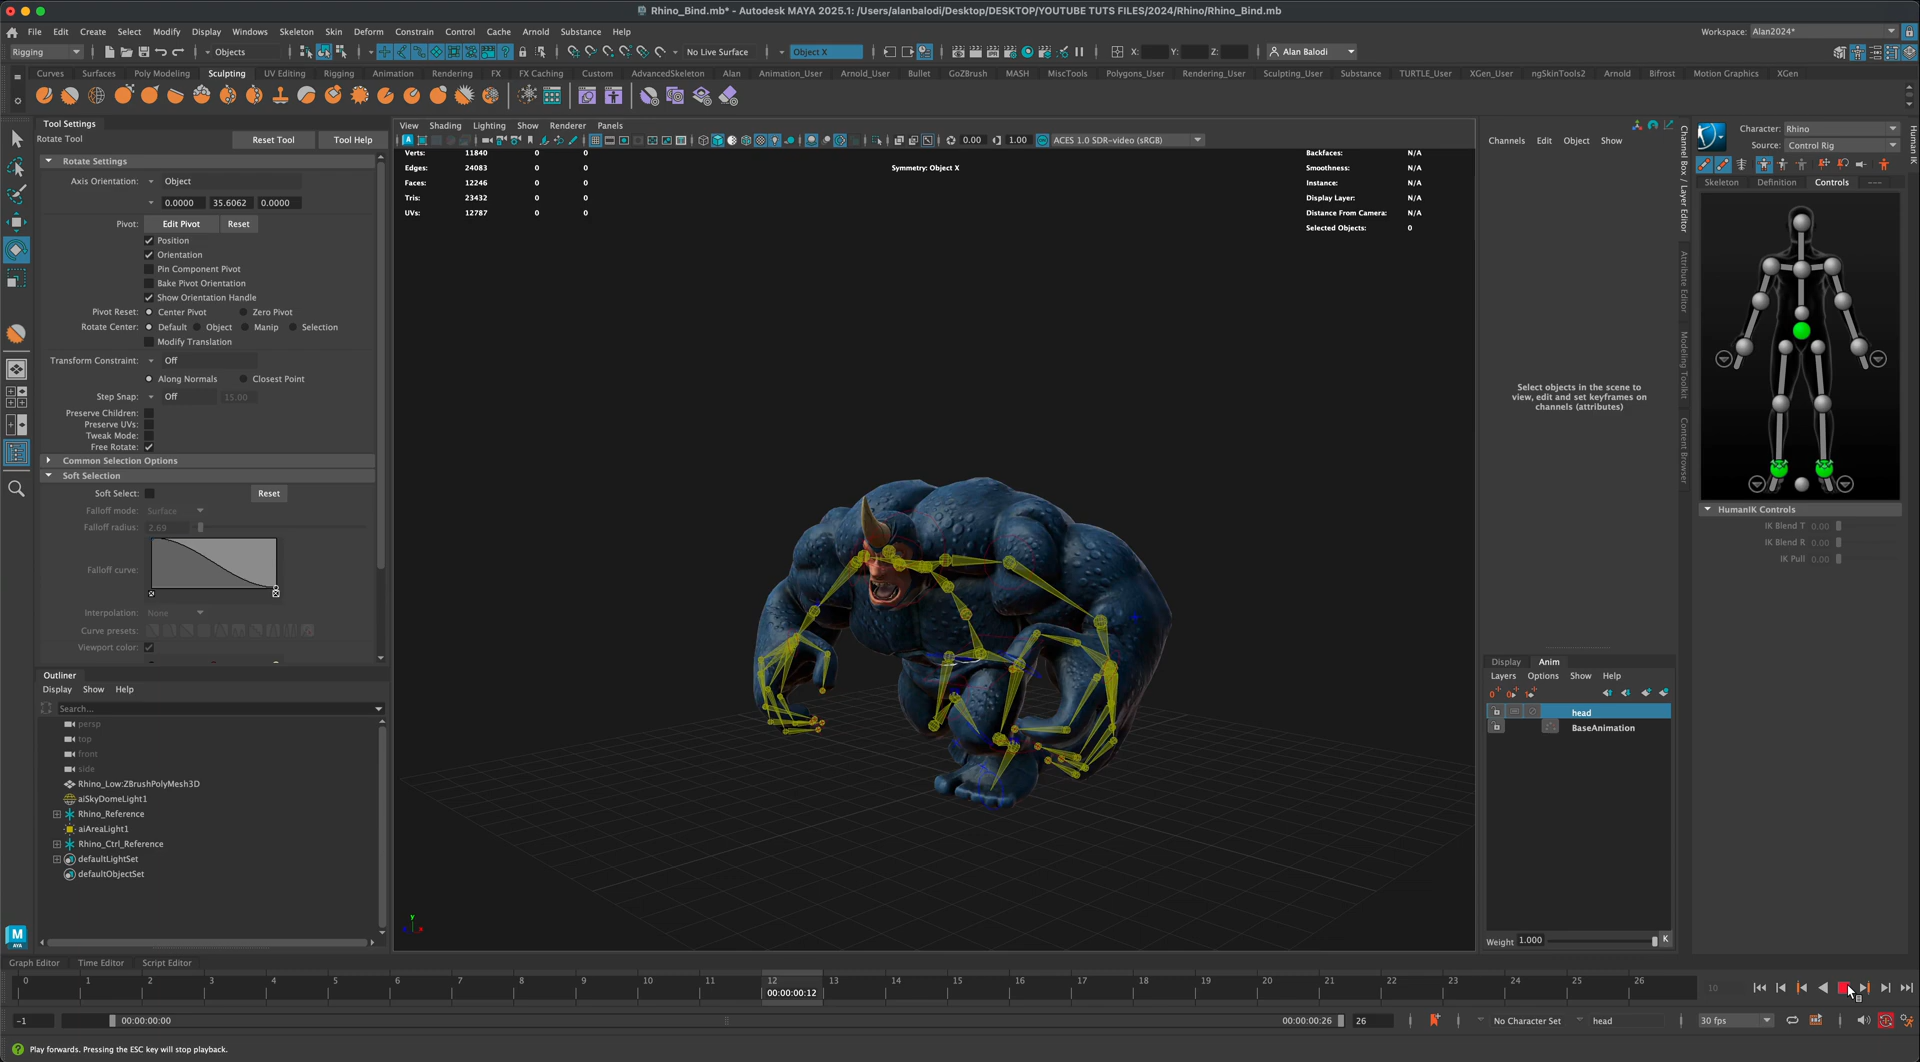 Rhino_Bind.mb* - Autodesk MAYA 2025.1: /Users/alanbalodi/Desktop/DESKTOP/YOUTUBE TUTS FILES/2024/Rhino/Rhino_Bind.mb
File Edit Create Select Modify Display Windows Skeleton Skin Deform Constrain Control Cache Arnold Substance Help
Workspace: Alan2024*
Rigging Objects No Live Surface Object X X: Y: Z: Alan Balodi
Curves Surfaces Poly Modeling Sculpting UV Editing Rigging Animation Rendering FX FX Caching Custom AdvancedSkeleton Alan Animation_User Arnold_User Bullet GoZBrush MASH MiscTools Polygons_User Rendering_User Sculpting_User Substance TURTLE_User XGen_User ngSkinTools2 Arnold Bifrost Motion Graphics XGen
Tool Settings
Rotate Tool Reset Tool Tool Help
Rotate Settings
Axis Orientation: Object
0.0000 35.6062 0.0000
Pivot: Edit Pivot Reset
Position
Orientation
Pin Component Pivot
Bake Pivot Orientation
Show Orientation Handle
Pivot Reset: Center Pivot Zero Pivot
Rotate Center: Default Object Manip Selection
Modify Translation
Transform Constraint: Off
Along Normals Closest Point
Step Snap: Off 15.00
Preserve Children:
Preserve UVs:
Tweak Mode:
Free Rotate:
Common Selection Options
Soft Selection
Soft Select: Reset
Falloff mode: Surface
Falloff radius: 2.69
Falloff curve:
Interpolation: None
Curve presets:
Viewport color:
Outliner
Display Show Help
Search...
persp
top
front
side
Rhino_Low:ZBrushPolyMesh3D
aiSkyDomeLight1
Rhino_Reference
aiAreaLight1
Rhino_Ctrl_Reference
defaultLightSet
defaultObjectSet
View Shading Lighting Show Renderer Panels
0.00 1.00 ACES 1.0 SDR-video (sRGB)
Verts: 11840 0 0
Edges: 24083 0 0
Faces: 12246 0 0
Tris: 23432 0 0
UVs: 12787 0 0
Symmetry: Object X
Backfaces: N/A
Smoothness: N/A
Instance: N/A
Display Layer: N/A
Distance From Camera: N/A
Selected Objects: 0
y
Channels Edit Object Show
Select objects in the scene to
view, edit and set keyframes on
channels (attributes)
Display Anim
Layers Options Show Help
head
BaseAnimation
Weight 1.000 K
Channel Box / Layer Editor
Attribute Editor
Modeling Toolkit
Content Browser
Character: Rhino
Source: Control Rig
Skeleton Definition Controls
Human IK
HumanIK Controls
IK Blend T 0.00
IK Blend R 0.00
IK Pull 0.00
Graph Editor Time Editor Script Editor
0 1 2 3 4 5 6 7 8 9 10 11 12 13 14 15 16 17 18 19 20 21 22 23 24 25 26
00:00:00:12
10
-1 00:00:00:00 00:00:00:26 26 No Character Set head 30 fps
Play forwards. Pressing the ESC key will stop playback.
M
AYA